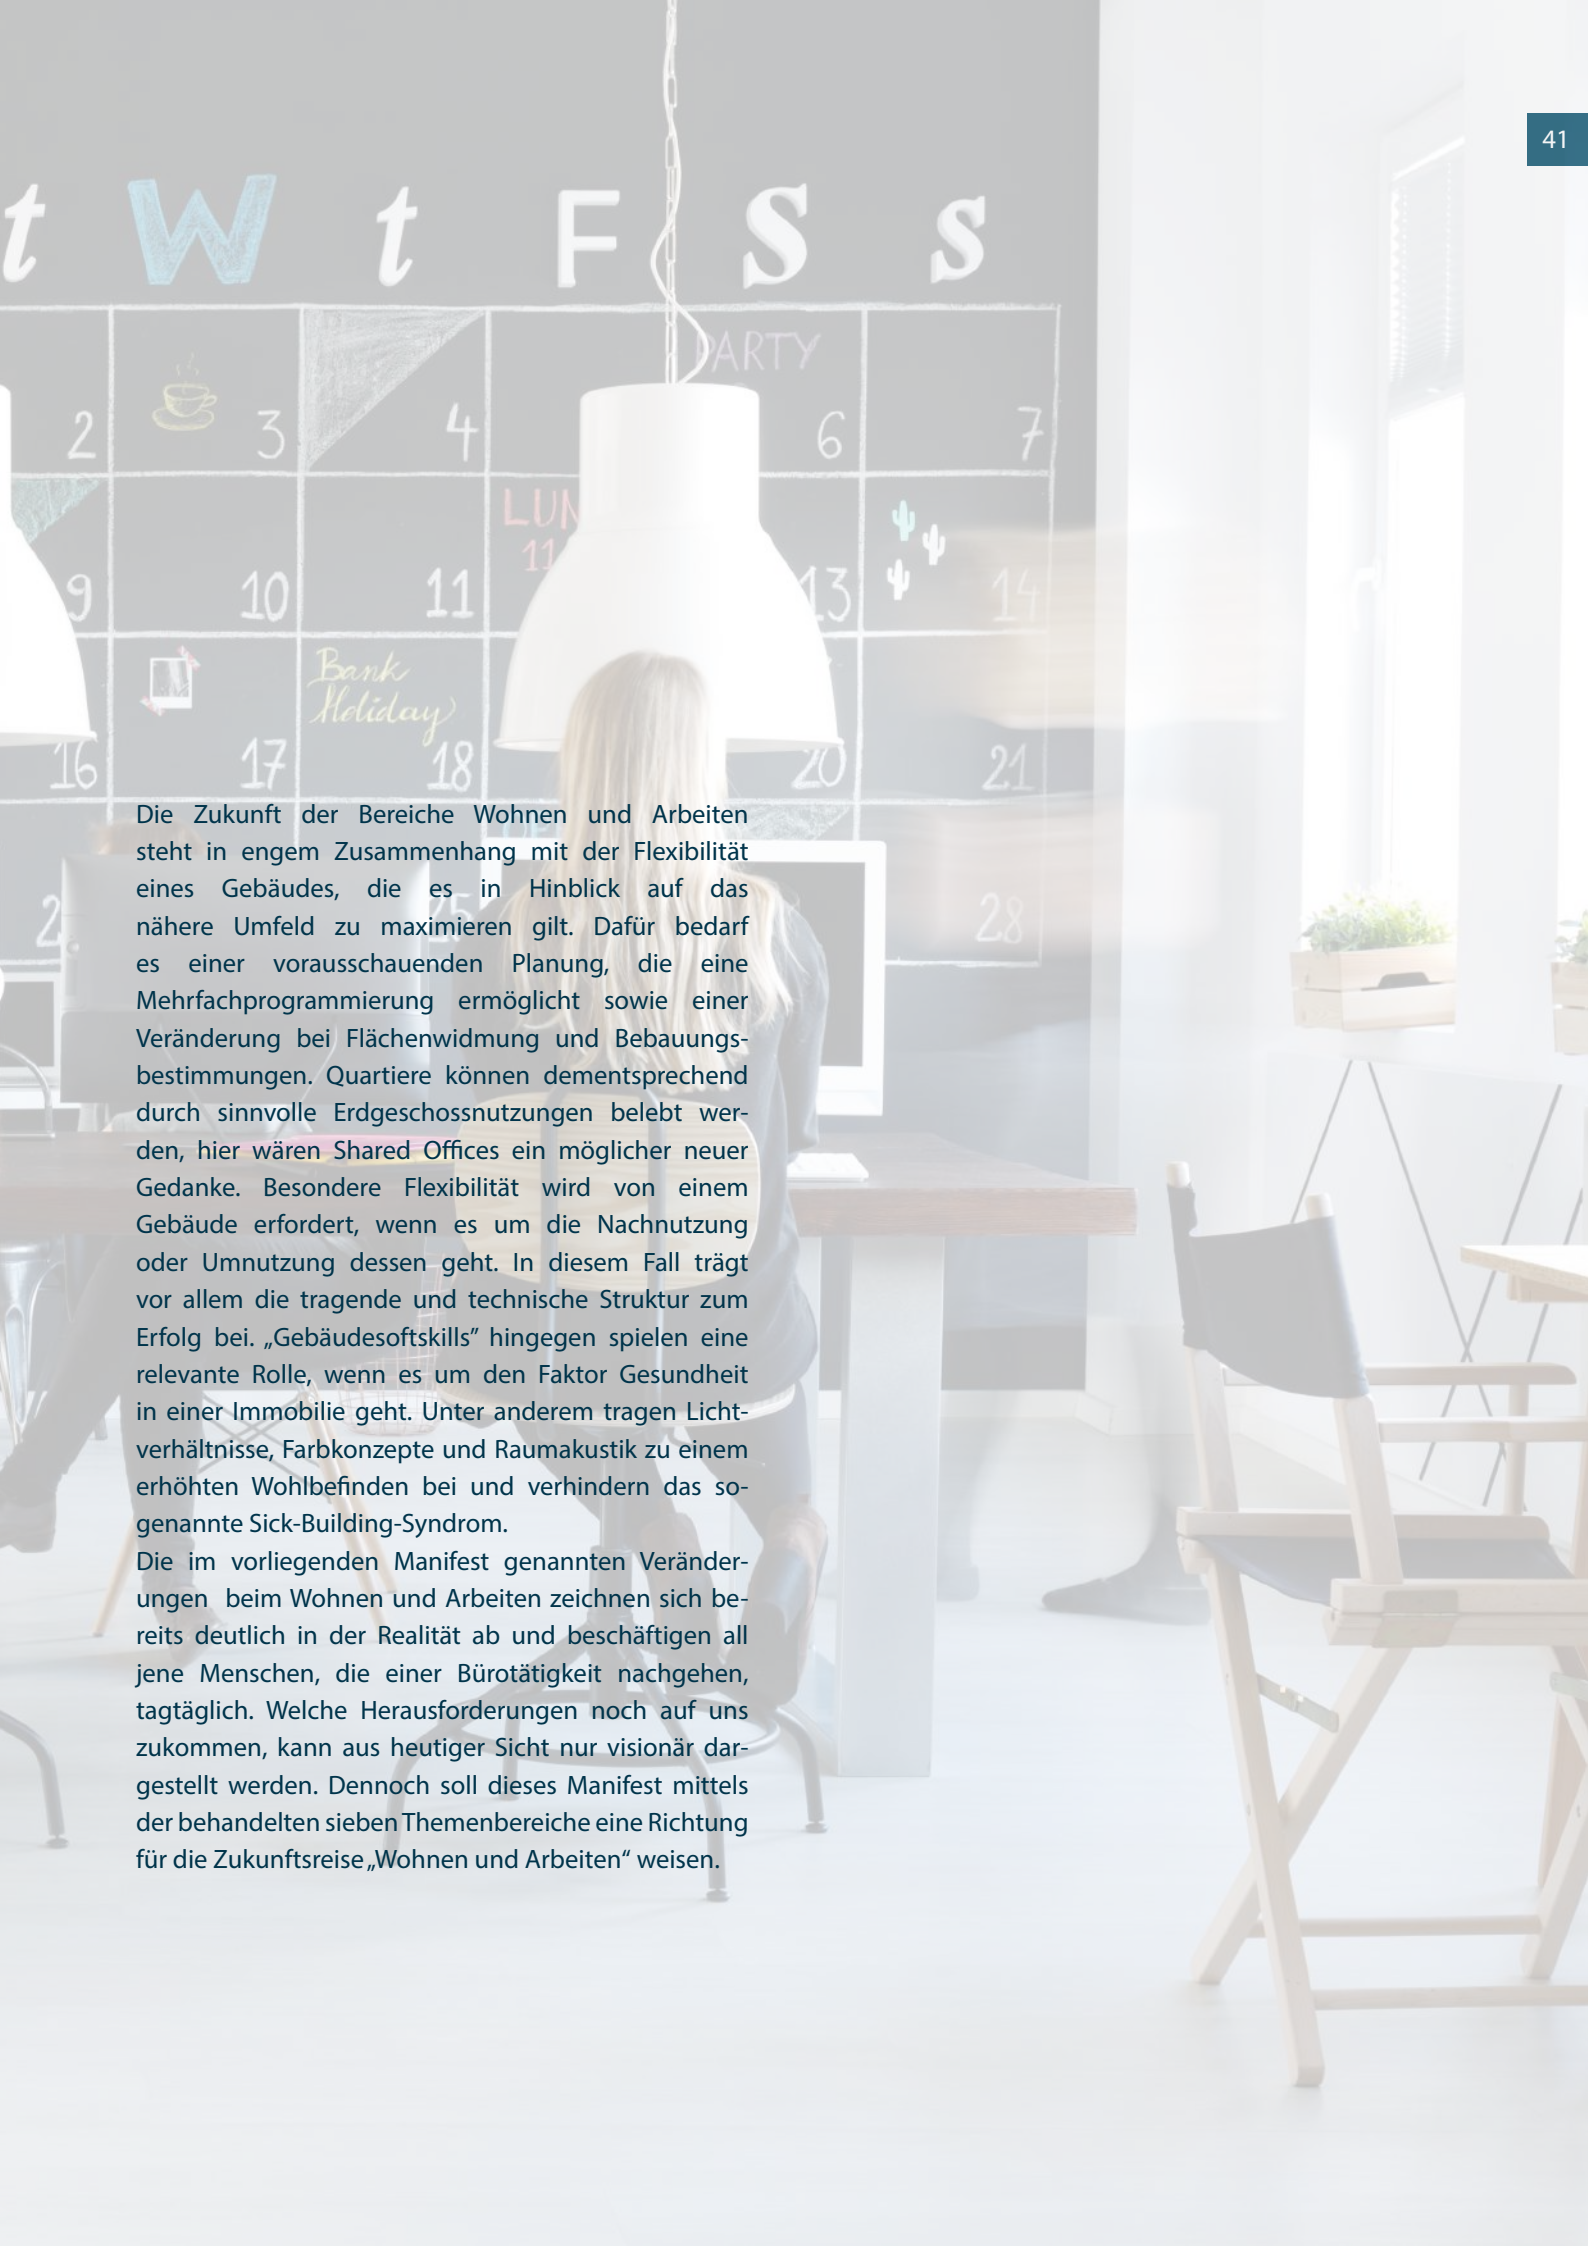 41
t W t F S s
PARTY
2 3 4 6 7
LUN
11
9 10 11 13 14
Bank
Holiday
16 17 18 20 21
25 28
Die Zukunft der Bereiche Wohnen und Arbeiten
steht in engem Zusammenhang mit der Flexibilität
eines Gebäudes, die es in Hinblick auf das
nähere Umfeld zu maximieren gilt. Dafür bedarf
es einer vorausschauenden Planung, die eine
Mehrfachprogrammierung ermöglicht sowie einer
Veränderung bei Flächenwidmung und Bebauungs-
bestimmungen. Quartiere können dementsprechend
durch sinnvolle Erdgeschossnutzungen belebt wer-
den, hier wären Shared Offices ein möglicher neuer
Gedanke. Besondere Flexibilität wird von einem
Gebäude erfordert, wenn es um die Nachnutzung
oder Umnutzung dessen geht. In diesem Fall trägt
vor allem die tragende und technische Struktur zum
Erfolg bei. „Gebäudesoftskills” hingegen spielen eine
relevante Rolle, wenn es um den Faktor Gesundheit
in einer Immobilie geht. Unter anderem tragen Licht-
verhältnisse, Farbkonzepte und Raumakustik zu einem
erhöhten Wohlbefinden bei und verhindern das so-
genannte Sick-Building-Syndrom.
Die im vorliegenden Manifest genannten Veränder-
ungen beim Wohnen und Arbeiten zeichnen sich be-
reits deutlich in der Realität ab und beschäftigen all
jene Menschen, die einer Bürotätigkeit nachgehen,
tagtäglich. Welche Herausforderungen noch auf uns
zukommen, kann aus heutiger Sicht nur visionär dar-
gestellt werden. Dennoch soll dieses Manifest mittels
der behandelten sieben Themenbereiche eine Richtung
für die Zukunftsreise „Wohnen und Arbeiten“ weisen.